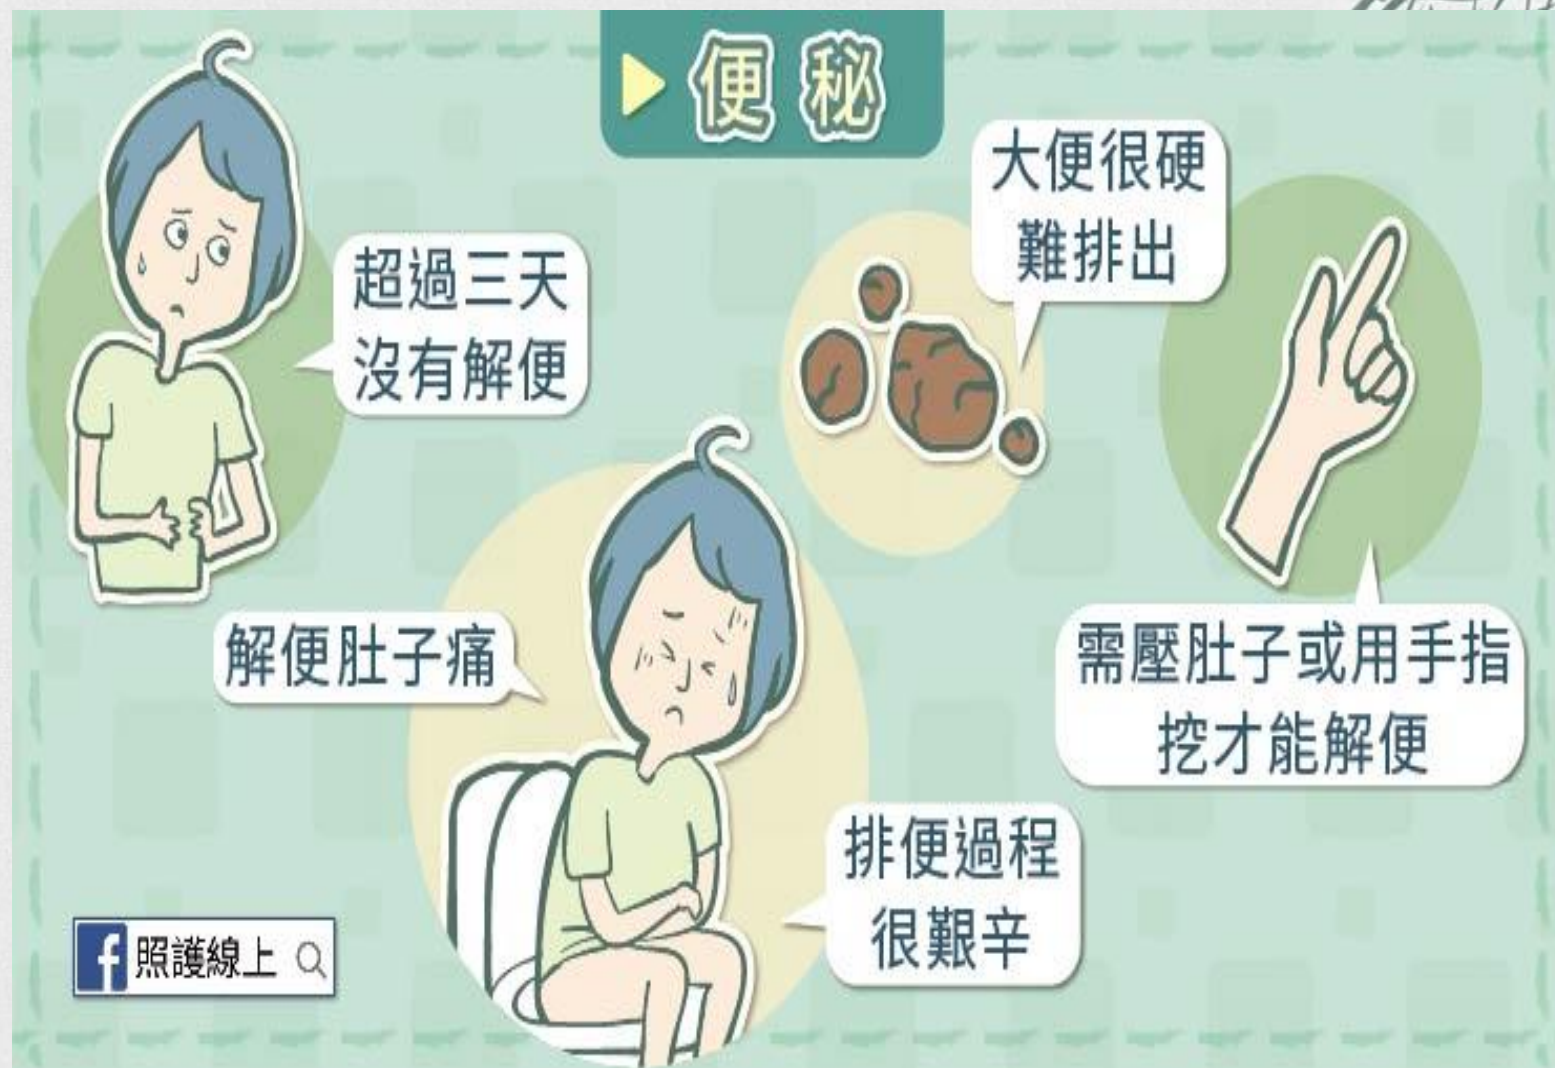 便秘
超過三天
沒有解便
大便很硬
難排出
解便肚子痛
需壓肚子或用手指
挖才能解便
排便過程
很艱辛
照護線上